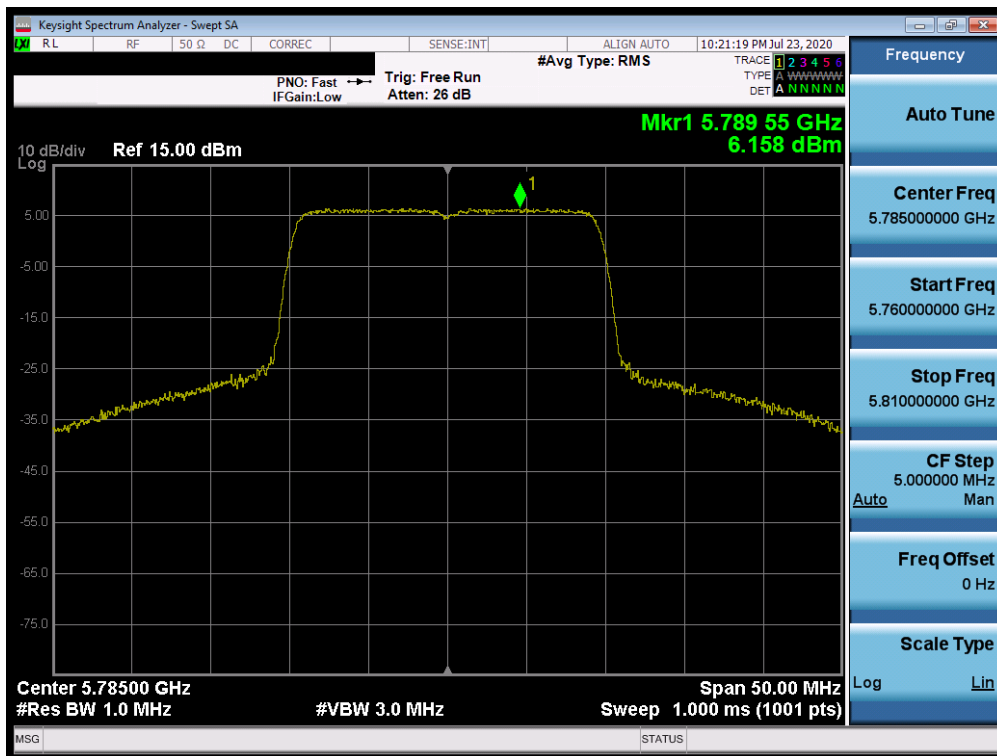 Keysight Spectrum Analyzer - Swept SA
LXI RL RF 50 Ω DC CORREC SENSE:INT ALIGN AUTO 10:21:19 PM Jul 23, 2020
Frequency
#Avg Type: RMS TRACE 1 2 3 4 5 6
PNO: Fast Trig: Free Run TYPE A WWWWW
IFGain:Low Atten: 26 dB DET A N N N N N
Auto Tune
Mkr1 5.789 55 GHz
10 dB/div Ref 15.00 dBm 6.158 dBm
Log
1
5.00
-5.00
-15.0
-25.0
-35.0
-45.0
-55.0
-65.0
-75.0
Center Freq
5.785000000 GHz
Start Freq
5.760000000 GHz
Stop Freq
5.810000000 GHz
CF Step
5.000000 MHz
Auto Man
Freq Offset
0 Hz
Scale Type
Log Lin
Center 5.78500 GHz Span 50.00 MHz
#Res BW 1.0 MHz #VBW 3.0 MHz Sweep 1.000 ms (1001 pts)
MSG STATUS